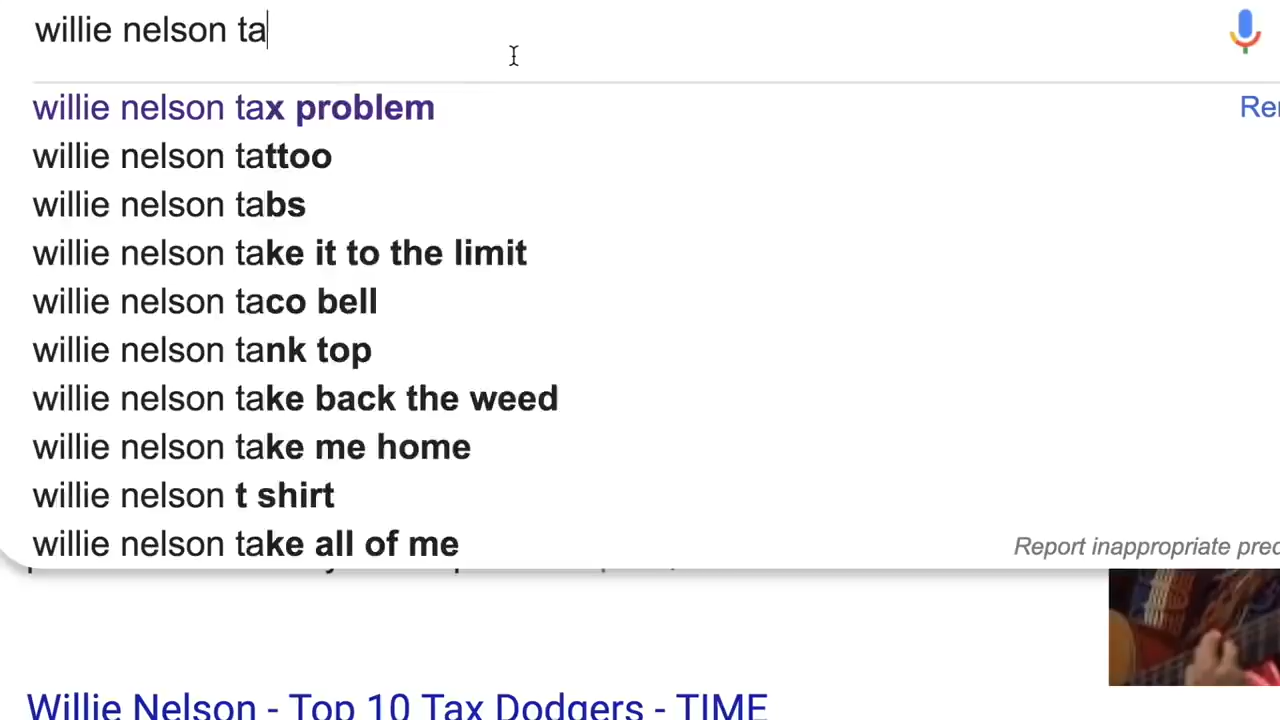 willie nelson ta
willie nelson tax problem
Rer
willie nelson tattoo
willie nelson tabs
willie nelson take it to the limit
willie nelson taco bell
willie nelson tank top
willie nelson take back the weed
willie nelson take me home
willie nelson t shirt
willie nelson take all of me
Report inappropriate pred
Willie Nelson - Top 10 Tax Dodgers - TIME